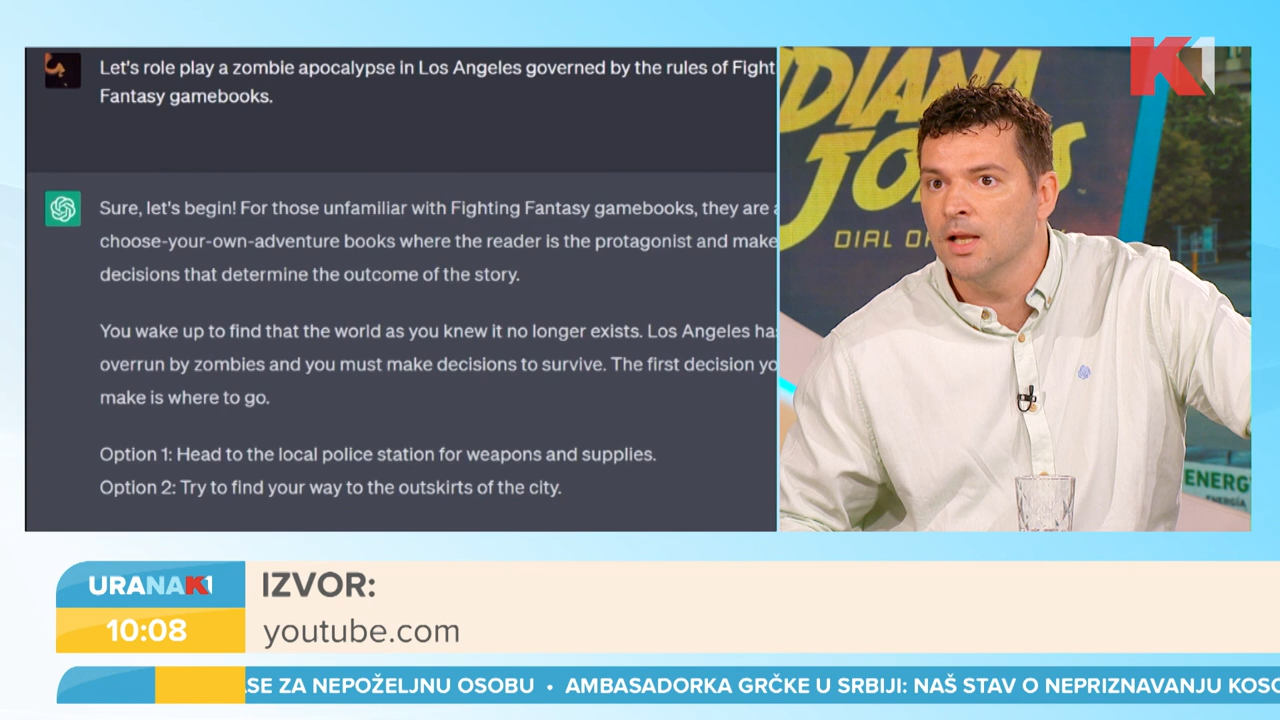 Let's role play a zombie apocalypse in Los Angeles governed by the rules of Fight
Fantasy gamebooks.
Sure, let's begin! For those unfamiliar with Fighting Fantasy gamebooks, they are
choose-your-own-adventure books where the reader is the protagonist and make
decisions that determine the outcome of the story.
You wake up to find that the world as you knew it no longer exists. Los Angeles ha
overrun by zombies and you must make decisions to survive. The first decision yo
make is where to go.
Option 1: Head to the local police station for weapons and supplies.
Option 2: Try to find your way to the outskirts of the city.
K1
NDIANA
JO ES
DIAL O
ENERG
ENERGÍA
URANAK1
10:08
IZVOR:
youtube.com
SE ZA NEPOŽELJNU OSOBU • AMBASADORKA GRČKE U SRBIJI: NAŠ STAV O NEPRIZNAVANJU KOSO